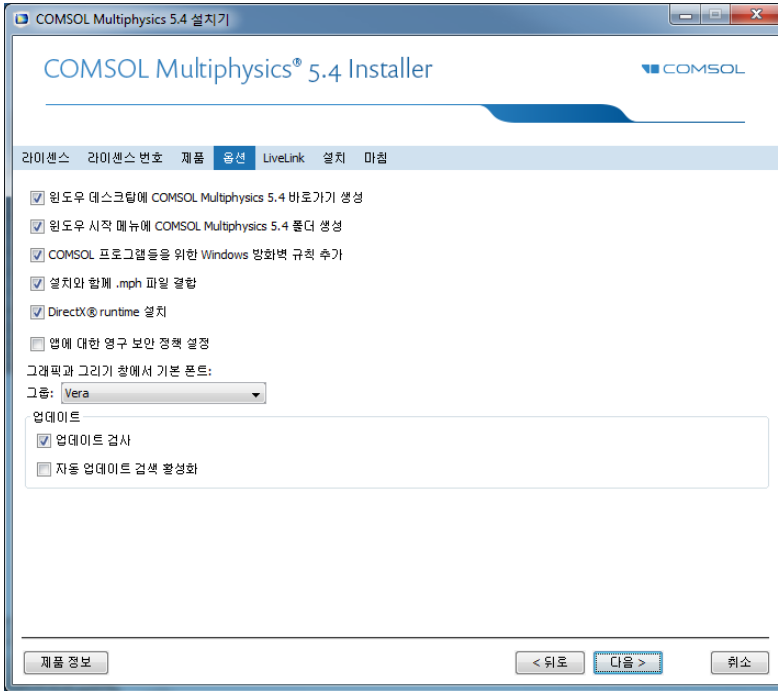 COMSOL Multiphysics 5.4 설치기
COMSOL Multiphysics® 5.4 Installer
COMSOL
라이센스 라이센스 번호 제품 옵션 LiveLink 설치 마침
윈도우 데스크탑에 COMSOL Multiphysics 5.4 바로가기 생성
윈도우 시작 메뉴에 COMSOL Multiphysics 5.4 폴더 생성
COMSOL 프로그램들을 위한 Windows 방화벽 규칙 추가
설치와 함께 .mph 파일 결합
DirectX® runtime 설치
앱에 대한 영구 보안 정책 설정
그래픽과 그리기 창에서 기본 폰트:
그룹: Vera
업데이트
업데이트 검사
자동 업데이트 검색 활성화
제품 정보 < 뒤로 다음 > 취소